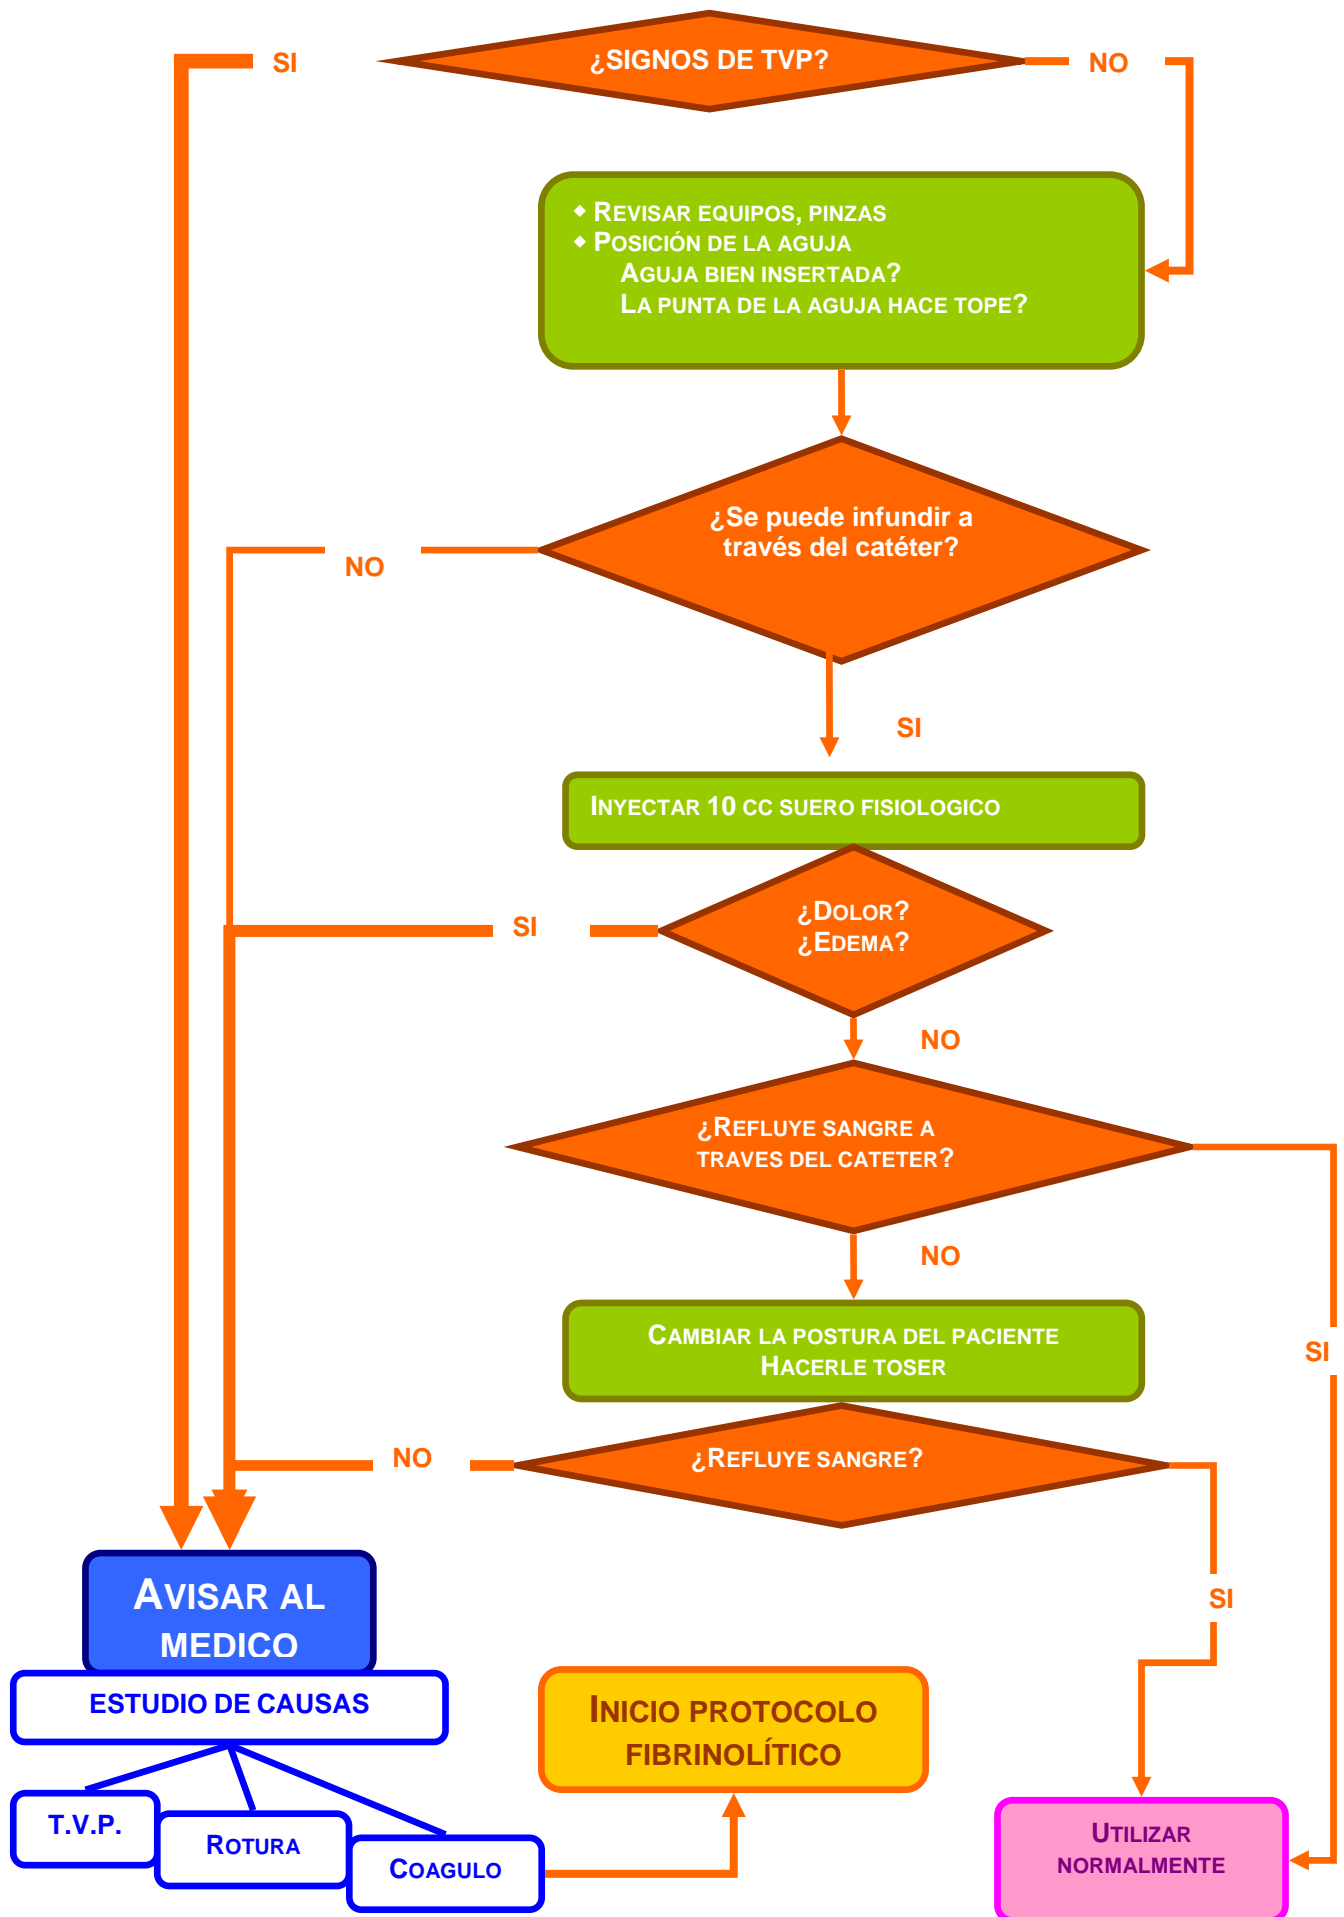 SI
¿SIGNOS DE TVP?
NO
◆ REVISAR EQUIPOS, PINZAS
◆ POSICIÓN DE LA AGUJA
AGUJA BIEN INSERTADA?
LA PUNTA DE LA AGUJA HACE TOPE?
¿Se puede infundir a
través del catéter?
NO
SI
INYECTAR 10 CC SUERO FISIOLOGICO
¿DOLOR?
¿EDEMA?
SI
NO
¿REFLUYE SANGRE A
TRAVES DEL CATETER?
NO
SI
CAMBIAR LA POSTURA DEL PACIENTE
HACERLE TOSER
¿REFLUYE SANGRE?
NO
SI
AVISAR AL
MEDICO
ESTUDIO DE CAUSAS
T.V.P.
ROTURA
COAGULO
INICIO PROTOCOLO
FIBRINOLÍTICO
UTILIZAR
NORMALMENTE